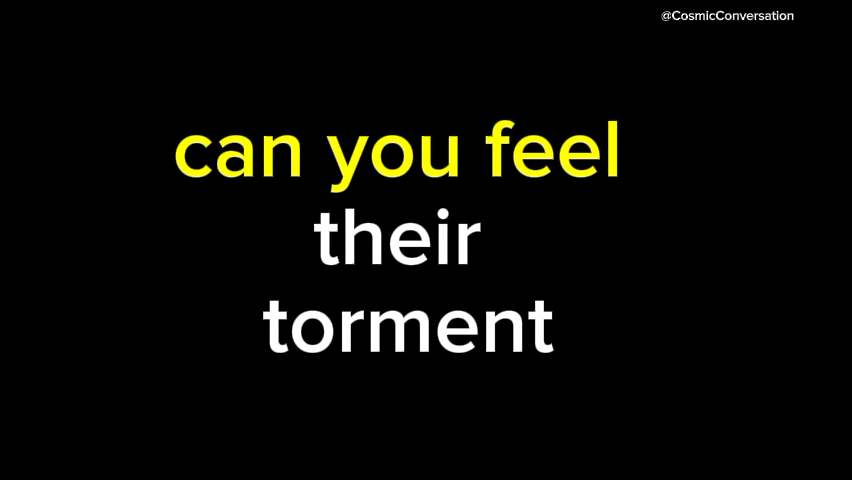 @CosmicConversation
can you feel
their
torment